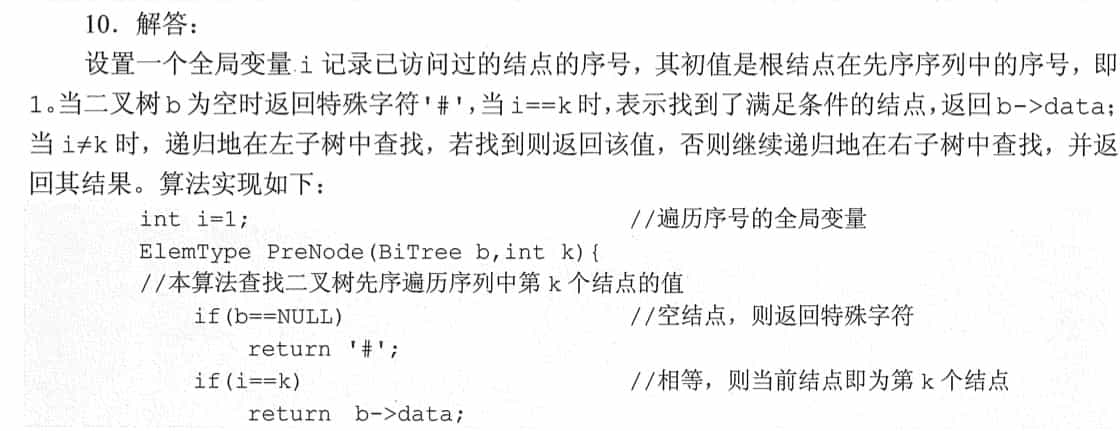 10．解答：
设置一个全局变量 i 记录已访问过的结点的序号，其初值是根结点在先序序列中的序号，即
1。当二叉树 b 为空时返回特殊字符'#'，当 i==k 时，表示找到了满足条件的结点，返回 b->data；
当 i≠k 时，递归地在左子树中查找，若找到则返回该值，否则继续递归地在右子树中查找，并返
回其结果。算法实现如下：
int i=1; //遍历序号的全局变量
ElemType PreNode(BiTree b,int k){
//本算法查找二叉树先序遍历序列中第 k 个结点的值
if(b==NULL) //空结点，则返回特殊字符
return '#';
if(i==k) //相等，则当前结点即为第 k 个结点
return b->data;